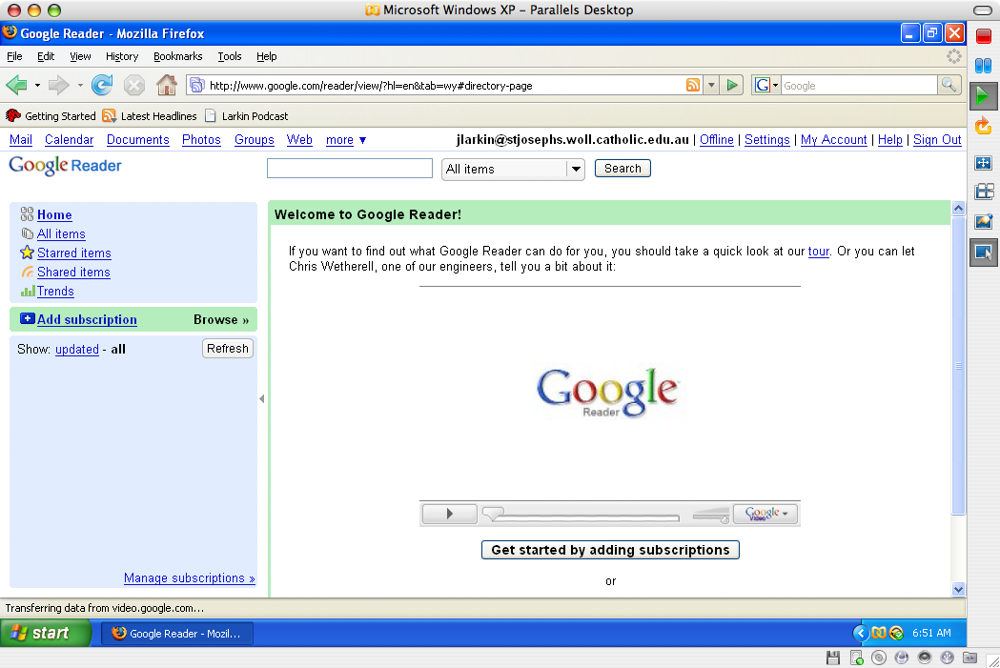 Microsoft Windows XP – Parallels Desktop
Google Reader - Mozilla Firefox
File Edit View History Bookmarks Tools Help
http://www.google.com/reader/view/?hl=en&tab=wy#directory-page
G Google
Getting Started Latest Headlines Larkin Podcast
Mail Calendar Documents Photos Groups Web more ▼ jlarkin@stjosephs.woll.catholic.edu.au | Offline | Settings | My Account | Help | Sign Out
Google Reader All items Search
Home
All items
Starred items
Shared items
Trends
Add subscription Browse »
Show: updated - all Refresh
Manage subscriptions »
Welcome to Google Reader!
If you want to find out what Google Reader can do for you, you should take a quick look at our tour. Or you can let
Chris Wetherell, one of our engineers, tell you a bit about it:
Google
Reader
Google
Video
Get started by adding subscriptions
or
Transferring data from video.google.com...
start Google Reader - Mozil... 6:51 AM